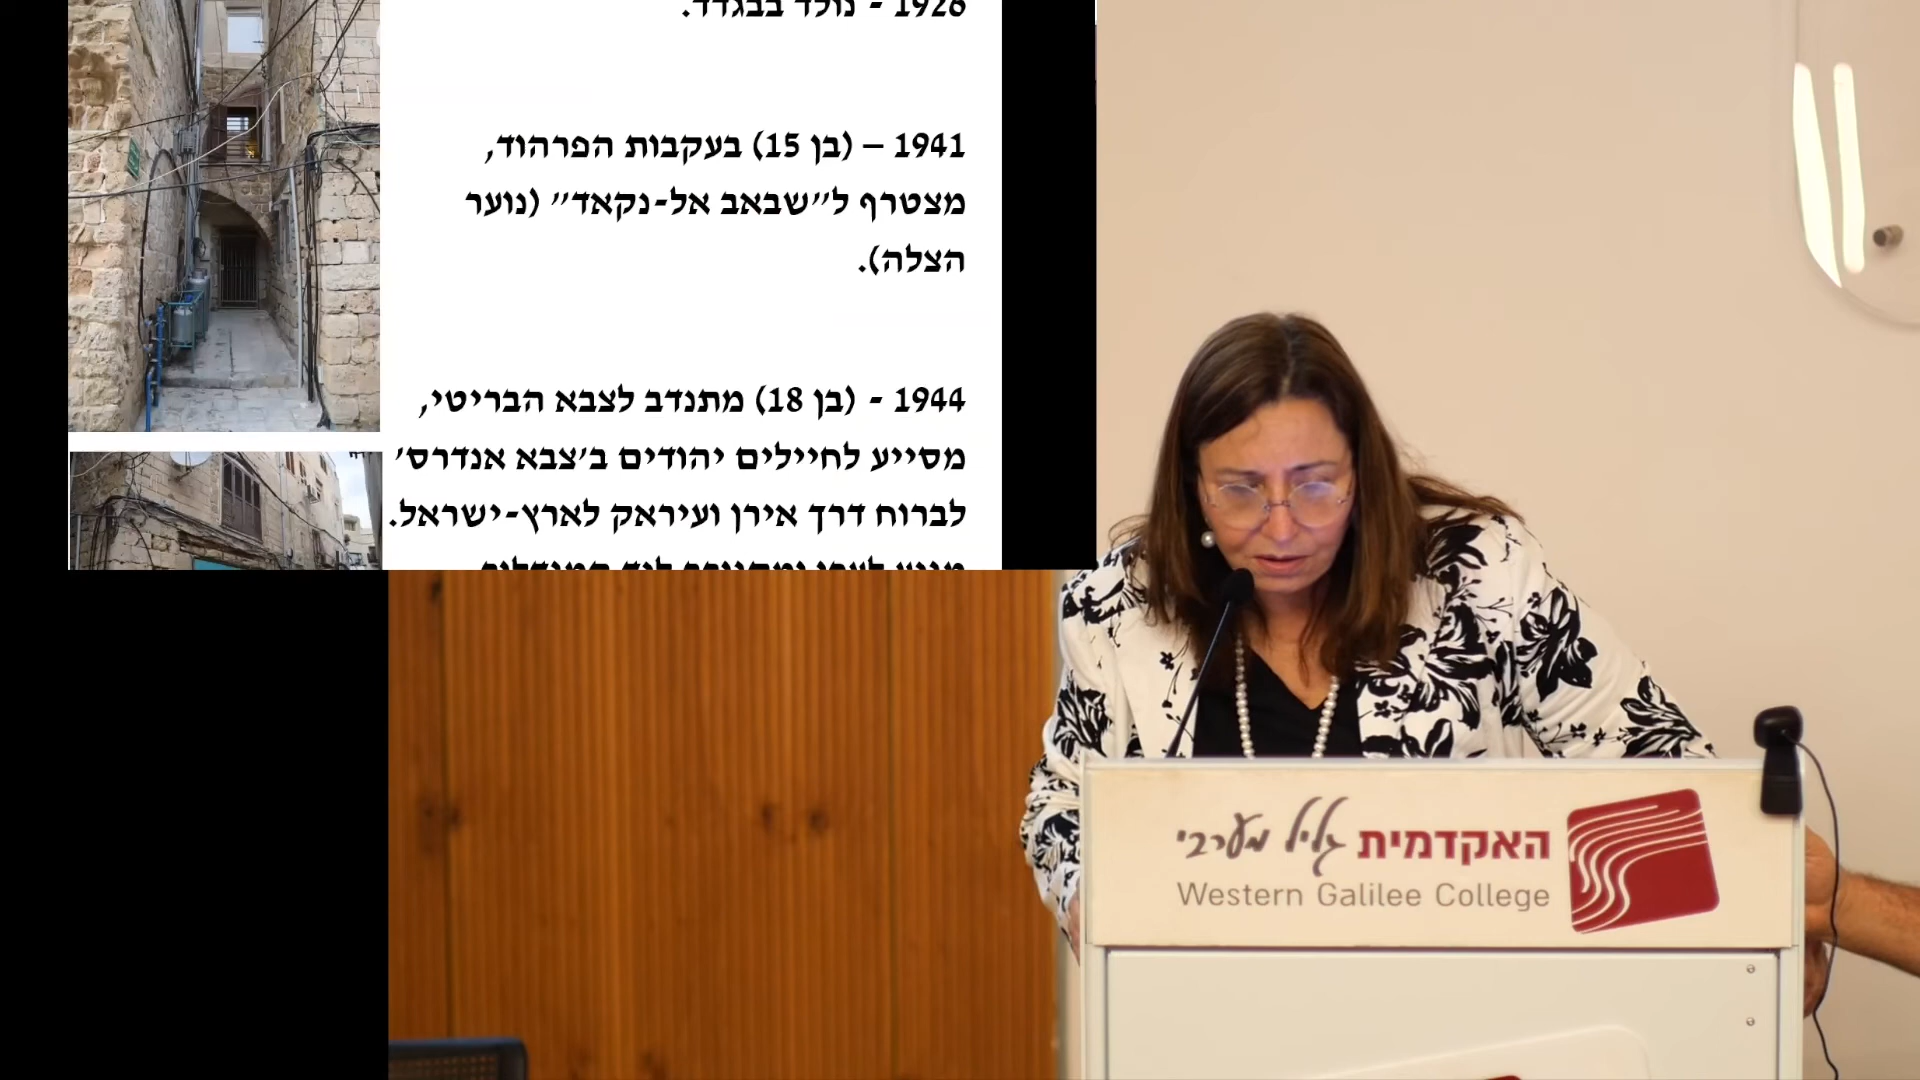 1926 - נולד בבגדד.
1941 – (בן 15) בעקבות הפרהוד,
מצטרף ל״שבאב אל-נקאד״ (נוער
הצלה).
1944 - (בן 18) מתנדב לצבא הבריטי,
מסייע לחיילים יהודים ב׳צבא אנדרס׳
לברוח דרך אירן ועיראק לארץ-ישראל.
האקדמית גליל מערבי
Western Galilee College